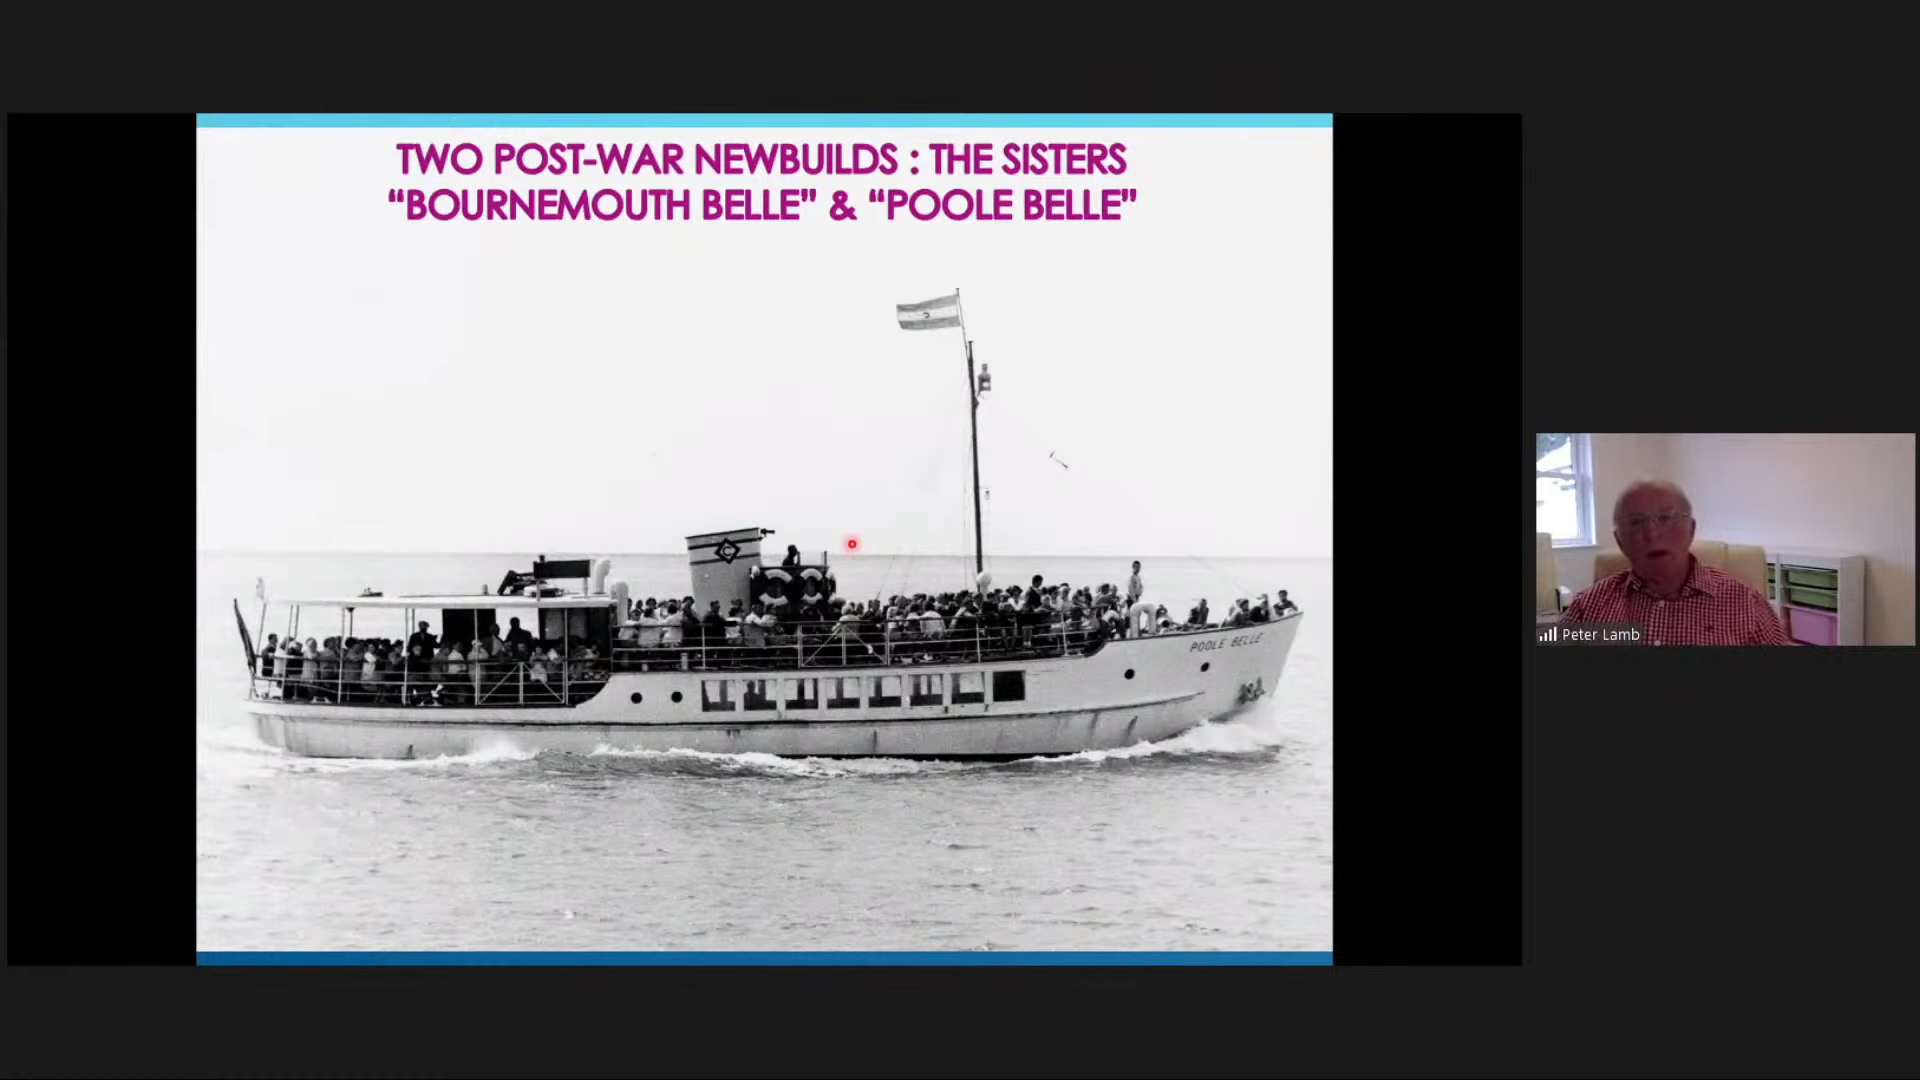 TWO POST-WAR NEWBUILDS : THE SISTERS
“BOURNEMOUTH BELLE” & “POOLE BELLE”
C
POOLE BELLE
Peter Lamb